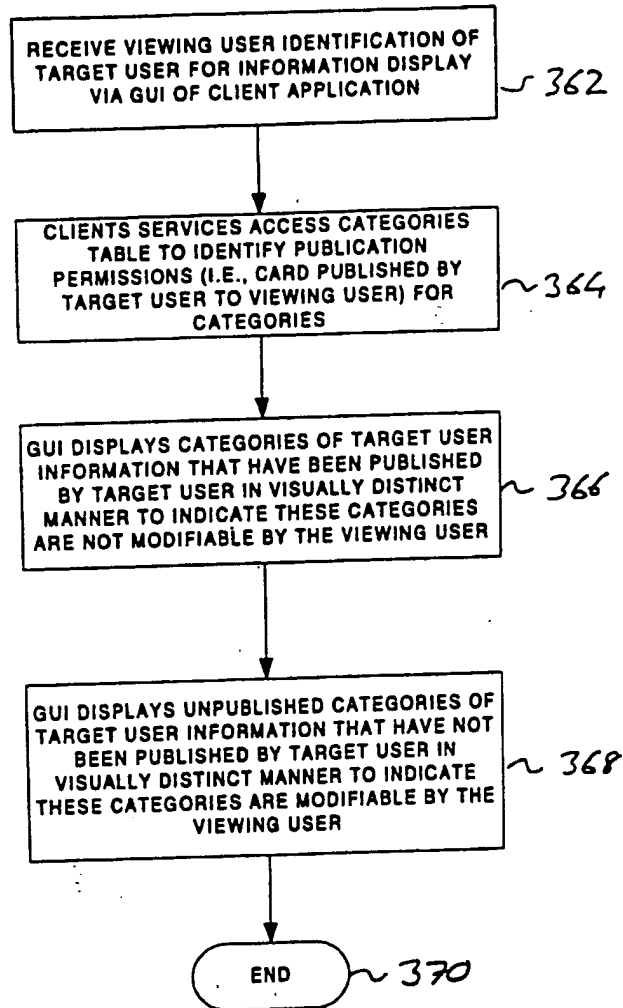 RECEIVE VIEWING USER IDENTIFICATION OF
TARGET USER FOR INFORMATION DISPLAY
VIA GUI OF CLIENT APPLICATION
362
CLIENTS SERVICES ACCESS CATEGORIES
TABLE TO IDENTIFY PUBLICATION
PERMISSIONS (I.E., CARD PUBLISHED BY
TARGET USER TO VIEWING USER) FOR
CATEGORIES
364
GUI DISPLAYS CATEGORIES OF TARGET USER
INFORMATION THAT HAVE BEEN PUBLISHED
BY TARGET USER IN VISUALLY DISTINCT
MANNER TO INDICATE THESE CATEGORIES
ARE NOT MODIFIABLE BY THE VIEWING USER
366
GUI DISPLAYS UNPUBLISHED CATEGORIES OF
TARGET USER INFORMATION THAT HAVE NOT
BEEN PUBLISHED BY TARGET USER IN
VISUALLY DISTINCT MANNER TO INDICATE
THESE CATEGORIES ARE MODIFIABLE BY THE
VIEWING USER
368
END
370